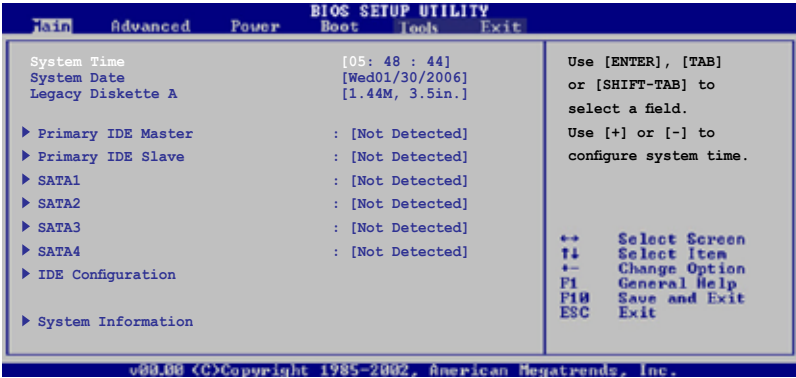 BIOS SETUP UTILITY
Main Advanced Power Boot Tools Exit
System Time [05: 48 : 44]
System Date [Wed01/30/2006]
Legacy Diskette A [1.44M, 3.5in.]
Primary IDE Master : [Not Detected]
Primary IDE Slave : [Not Detected]
SATA1 : [Not Detected]
SATA2 : [Not Detected]
SATA3 : [Not Detected]
SATA4 : [Not Detected]
IDE Configuration
System Information
Use [ENTER], [TAB]
or [SHIFT-TAB] to
select a field.
Use [+] or [-] to
configure system time.
←→ Select Screen
↑↓ Select Item
+- Change Option
F1 General Help
F10 Save and Exit
ESC Exit
v00.00 (C)Copyright 1985-2002, American Megatrends, Inc.